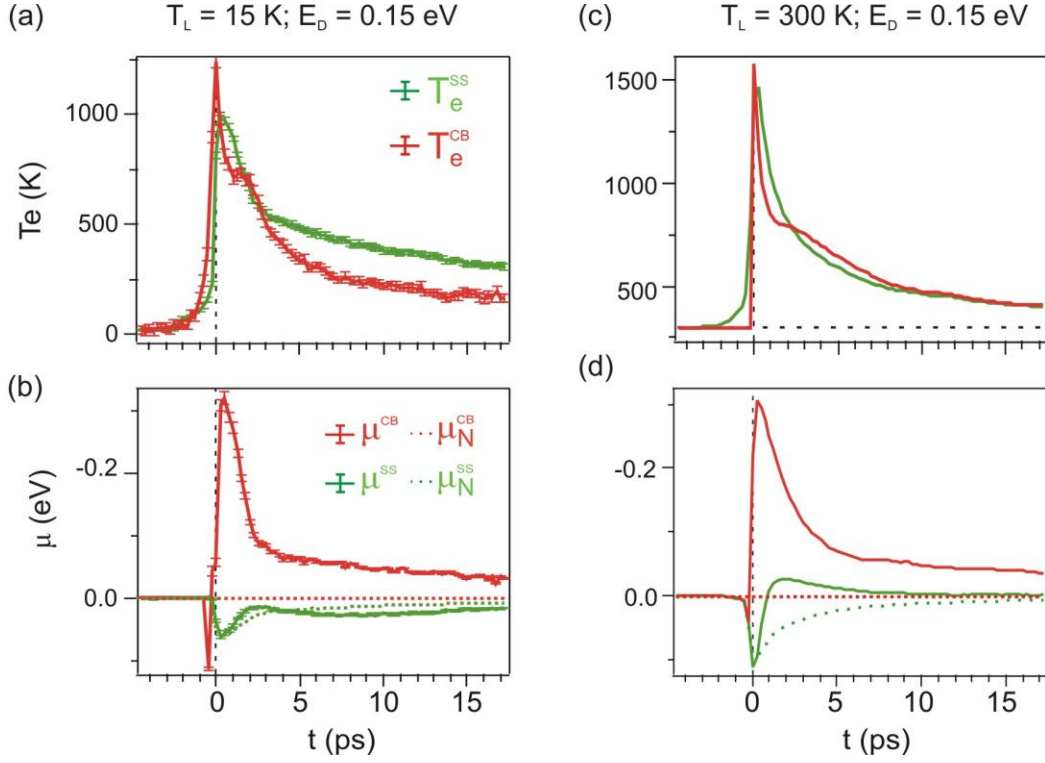 (a) T_L = 15 K; E_D = 0.15 eV
(c) T_L = 300 K; E_D = 0.15 eV
Te (K)
1000
500
0
T_e^SS
T_e^CB
1500
1000
500
(b)
(d)
μ (eV)
-0.2
0.0
μ^CB ···· μ_N^CB
μ^SS ···· μ_N^SS
-0.2
0.0
0 5 10 15
0 5 10 15
t (ps)
t (ps)